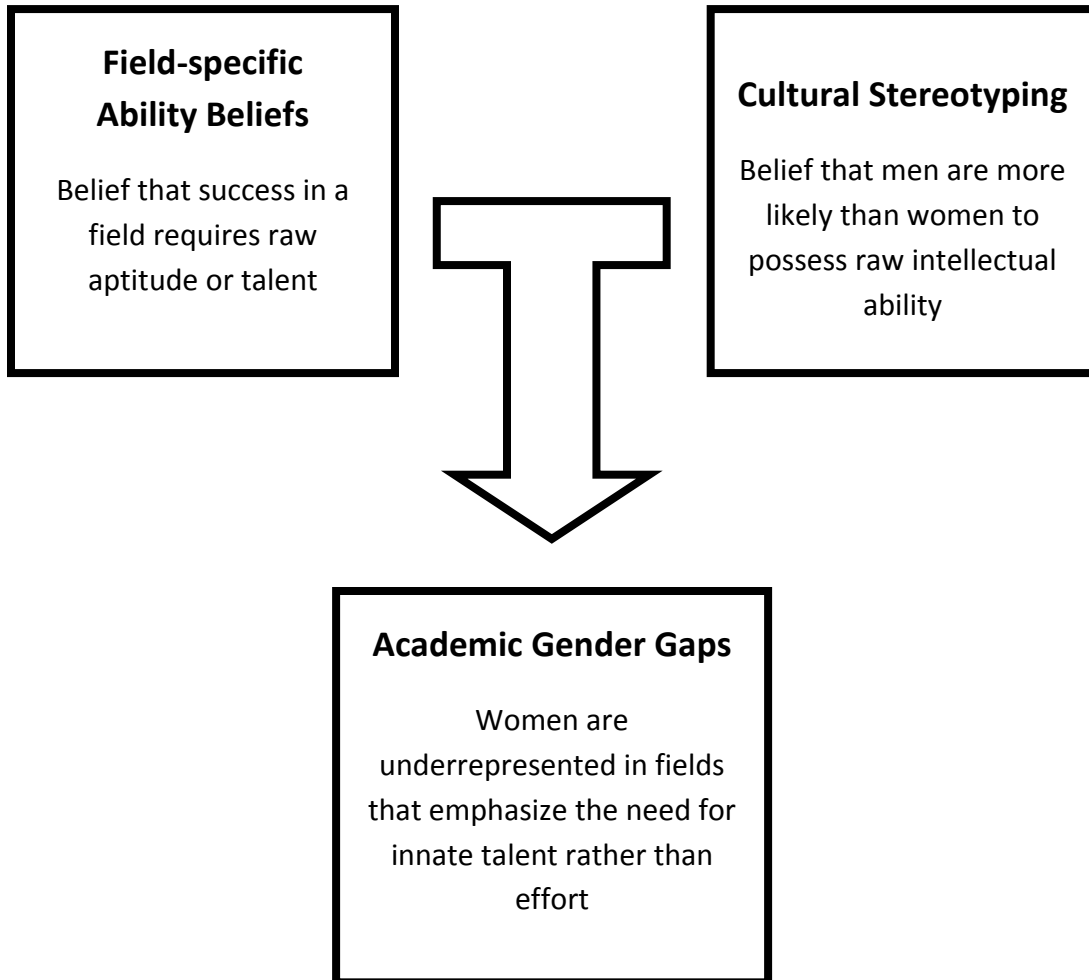 Field-specific
Ability Beliefs
Belief that success in a
field requires raw
aptitude or talent
Cultural Stereotyping
Belief that men are more
likely than women to
possess raw intellectual
ability
Academic Gender Gaps
Women are
underrepresented in fields
that emphasize the need for
innate talent rather than
effort